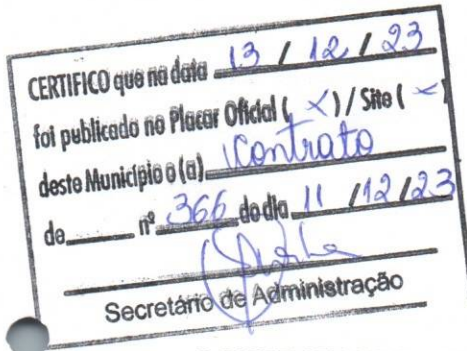 CERTIFICO que na data 13 / 12 / 23
foi publicado no Placar Oficial ( X ) / Site ( X )
deste Município o (a) Contrato
de______ nº 366 do dia 11 / 12 / 23
Secretário de Administração